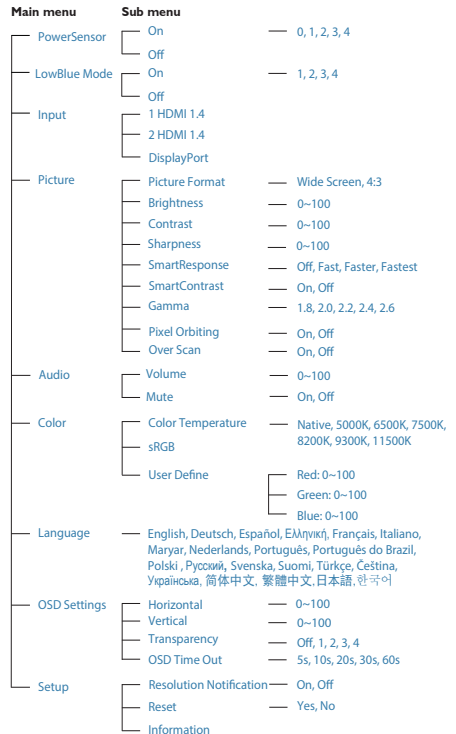 Main menu Sub menu
PowerSensor On 0, 1, 2, 3, 4
Off
LowBlue Mode On 1, 2, 3, 4
Off
Input 1 HDMI 1.4
2 HDMI 1.4
DisplayPort
Picture Picture Format Wide Screen, 4:3
Brightness 0~100
Contrast 0~100
Sharpness 0~100
SmartResponse Off, Fast, Faster, Fastest
SmartContrast On, Off
Gamma 1.8, 2.0, 2.2, 2.4, 2.6
Pixel Orbiting On, Off
Over Scan On, Off
Audio Volume 0~100
Mute On, Off
Color Color Temperature Native, 5000K, 6500K, 7500K,
8200K, 9300K, 11500K
sRGB
User Define Red: 0~100
Green: 0~100
Blue: 0~100
Language English, Deutsch, Español, Ελληνική, Français, Italiano,
Maryar, Nederlands, Português, Português do Brazil,
Polski , Русский, Svenska, Suomi, Türkçe, Čeština,
Українська, 简体中文, 繁體中文,日本語,한국어
OSD Settings Horizontal 0~100
Vertical 0~100
Transparency Off, 1, 2, 3, 4
OSD Time Out 5s, 10s, 20s, 30s, 60s
Setup Resolution Notification On, Off
Reset Yes, No
Information